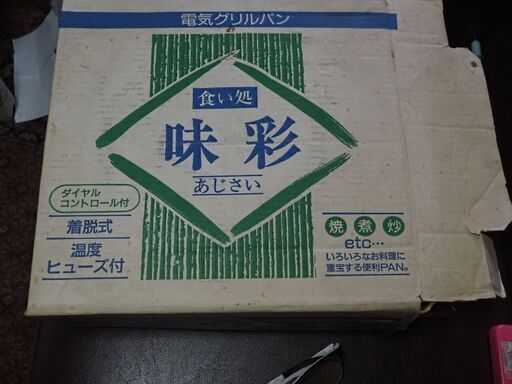 電気グリルパン
食い処
味彩
あじさい
ダイヤル
コントロール付
着脱式
温度
ヒューズ付
焼 煮 炒
etc…
いろいろなお料理に
重宝する便利PAN。